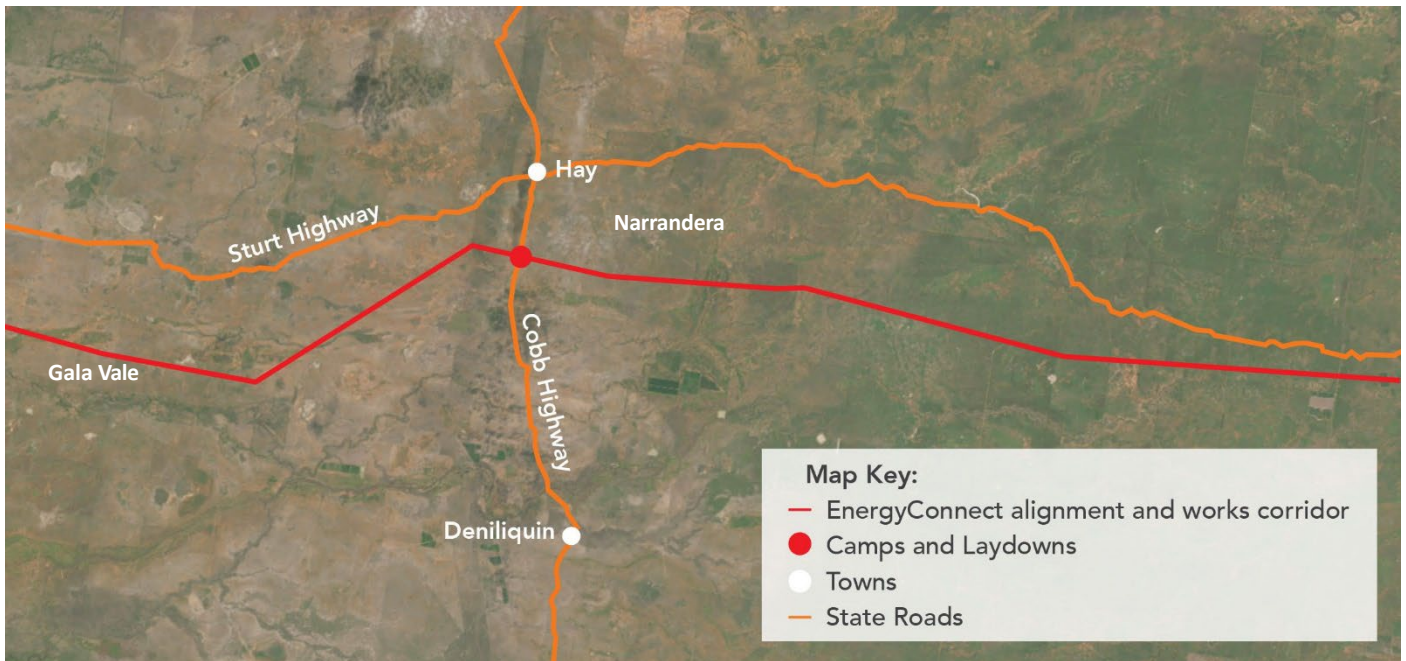 Hay
Narrandera
Sturt Highway
Cobb Highway
Gala Vale
Deniliquin
Map Key:
EnergyConnect alignment and works corridor
Camps and Laydowns
Towns
State Roads